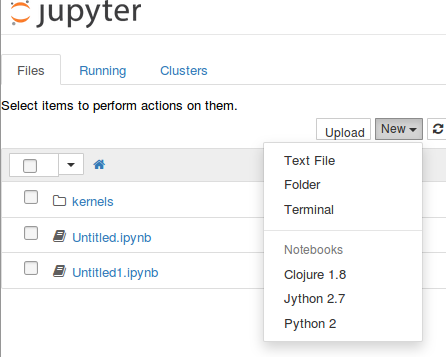 jupyter
Files Running Clusters
Select items to perform actions on them.
Upload New
Text File
Folder
Terminal
Notebooks
Clojure 1.8
Jython 2.7
Python 2
kernels
Untitled.ipynb
Untitled1.ipynb